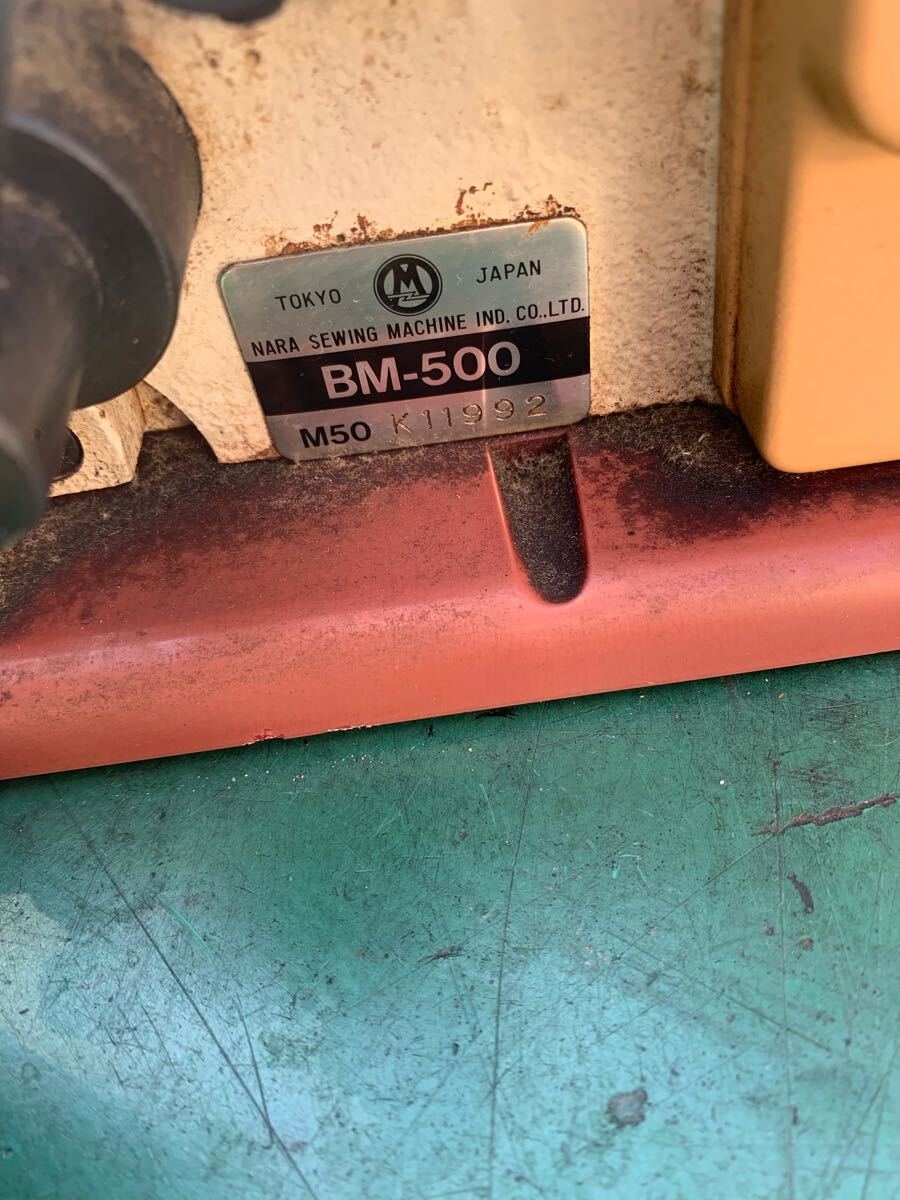 TOKYO M JAPAN
NARA SEWING MACHINE IND. CO.,LTD.
BM-500
M50 K11992